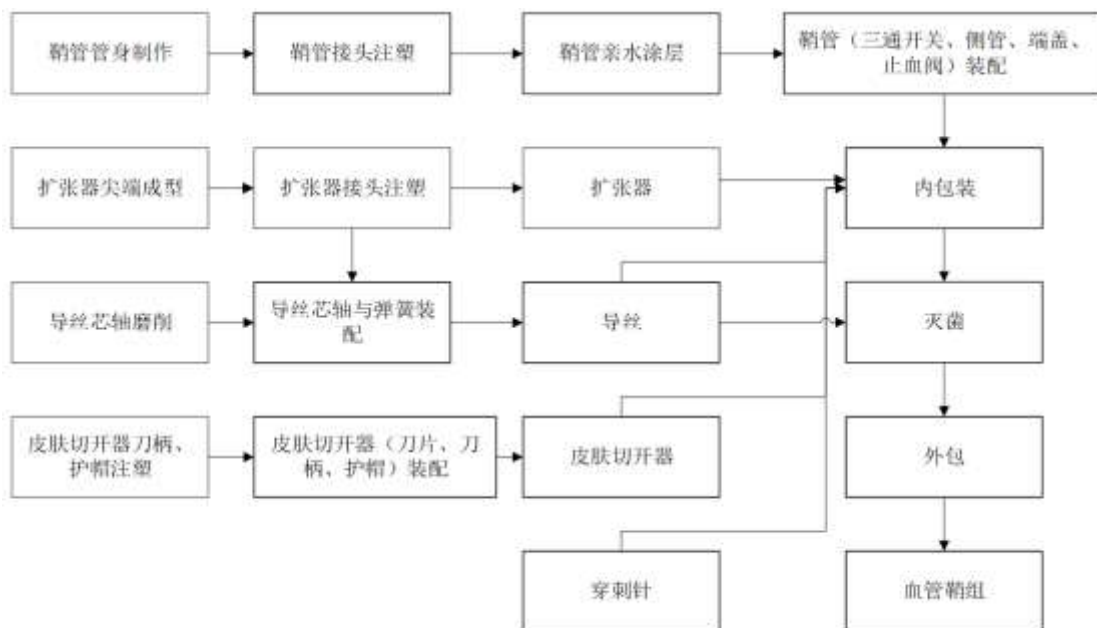 鞘管管身制作
鞘管接头注塑
鞘管亲水涂层
鞘管（三通开关、侧管、端盖、
止血阀）装配
扩张器尖端成型
扩张器接头注塑
扩张器
内包装
导丝芯轴磨削
导丝芯轴与弹簧装
配
导丝
灭菌
皮肤切开器刀柄、
护帽注塑
皮肤切开器（刀片、刀
柄、护帽）装配
皮肤切开器
外包
穿刺针
血管鞘组